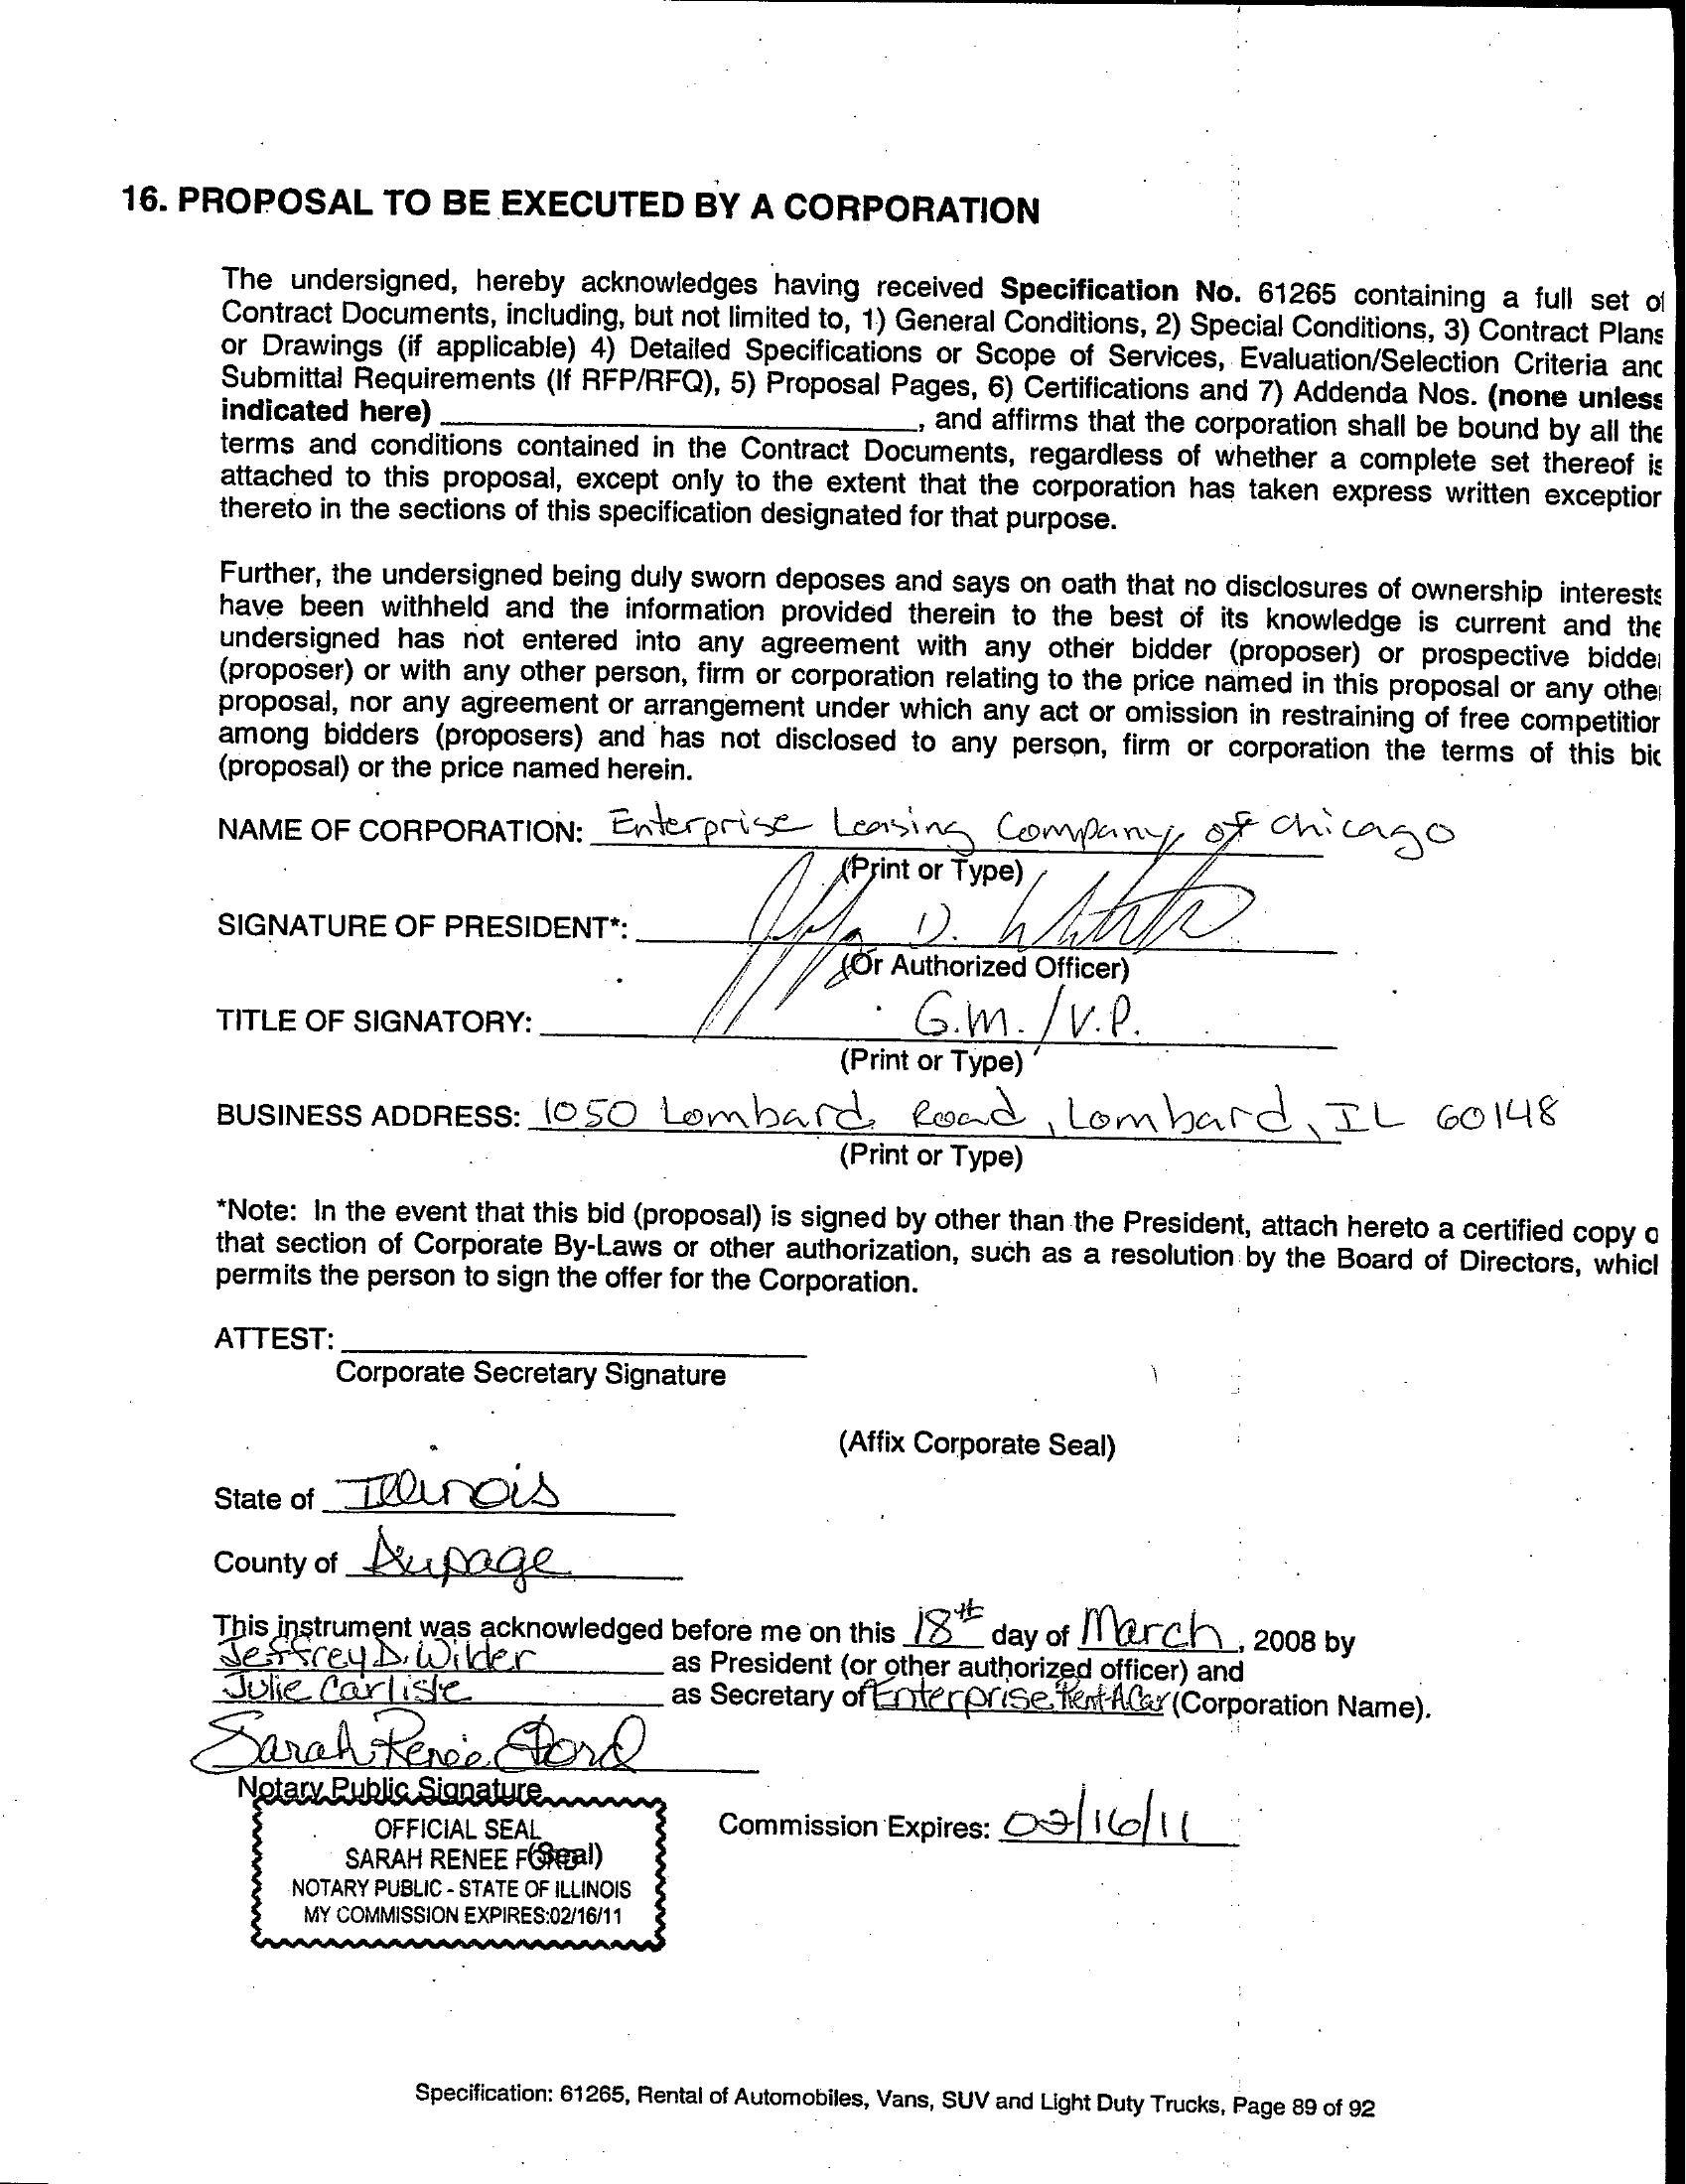 16. PROPOSAL TO BE EXECUTED BY A CORPORATION
The undersigned, hereby acknowledges having received Specification No. 61265 containing a full set of
Contract Documents, including, but not limited to, 1) General Conditions, 2) Special Conditions, 3) Contract Plans
or Drawings (if applicable) 4) Detailed Specifications or Scope of Services, Evaluation/Selection Criteria and
Submittal Requirements (If RFP/RFQ), 5) Proposal Pages, 6) Certifications and 7) Addenda Nos. (none unless
indicated here) ____________, and affirms that the corporation shall be bound by all the
terms and conditions contained in the Contract Documents, regardless of whether a complete set thereof is
attached to this proposal, except only to the extent that the corporation has taken express written exception
thereto in the sections of this specification designated for that purpose.
Further, the undersigned being duly sworn deposes and says on oath that no disclosures of ownership interests
have been withheld and the information provided therein to the best of its knowledge is current and the
undersigned has not entered into any agreement with any other bidder (proposer) or prospective bidder
(proposer) or with any other person, firm or corporation relating to the price named in this proposal or any other
proposal, nor any agreement or arrangement under which any act or omission in restraining of free competition
among bidders (proposers) and has not disclosed to any person, firm or corporation the terms of this bid
(proposal) or the price named herein.
NAME OF CORPORATION: Enterprise Leasing Company of Chicago
(Print or Type)
SIGNATURE OF PRESIDENT*:
(Or Authorized Officer)
TITLE OF SIGNATORY: G.M. / V.P.
(Print or Type)
BUSINESS ADDRESS: 1050 Lombard Road, Lombard, IL 60148
(Print or Type)
*Note: In the event that this bid (proposal) is signed by other than the President, attach hereto a certified copy o
that section of Corporate By-Laws or other authorization, such as a resolution by the Board of Directors, which
permits the person to sign the offer for the Corporation.
ATTEST:
Corporate Secretary Signature
(Affix Corporate Seal)
State of Illinois
County of Dupage
This instrument was acknowledged before me on this 18th day of March, 2008 by
Jeffrey D. Wilder as President (or other authorized officer) and
Julie Carlisle as Secretary of Enterprise Rent A Car (Corporation Name).
Sarah Renee Ford
Notary Public Signature
OFFICIAL SEAL
Commission Expires: 02/16/11
SARAH RENEE F (Seal)
NOTARY PUBLIC - STATE OF ILLINOIS
MY COMMISSION EXPIRES:02/16/11
Specification: 61265, Rental of Automobiles, Vans, SUV and Light Duty Trucks, Page 89 of 92